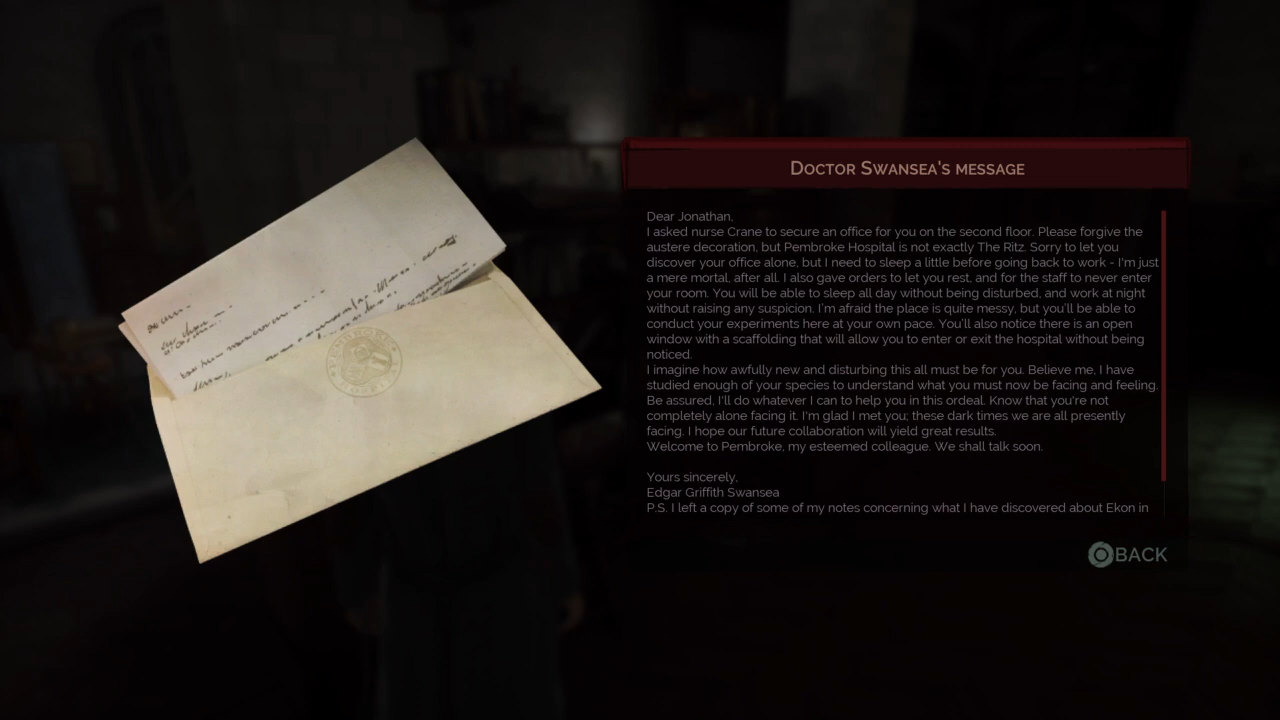 DOCTOR SWANSEA'S MESSAGE
Dear Jonathan,
I asked nurse Crane to secure an office for you on the second floor. Please forgive the
austere decoration, but Pembroke Hospital is not exactly The Ritz. Sorry to let you
discover your office alone, but I need to sleep a little before going back to work - I'm just
a mere mortal, after all. I also gave orders to let you rest, and for the staff to never enter
your room. You will be able to sleep all day without being disturbed, and work at night
without raising any suspicion. I'm afraid the place is quite messy, but you'll be able to
conduct your experiments here at your own pace. You'll also notice there is an open
window with a scaffolding that will allow you to enter or exit the hospital without being
noticed.
I imagine how awfully new and disturbing this all must be for you. Believe me, I have
studied enough of your species to understand what you must now be facing and feeling.
Be assured, I'll do whatever I can to help you in this ordeal. Know that you're not
completely alone facing it. I'm glad I met you; these dark times we are all presently
facing, I hope our future collaboration will yield great results.
Welcome to Pembroke, my esteemed colleague. We shall talk soon.
Yours sincerely,
Edgar Griffith Swansea
P.S. I left a copy of some of my notes concerning what I have discovered about Ekon in
BACK
PEMBROKE
HOSPITAL